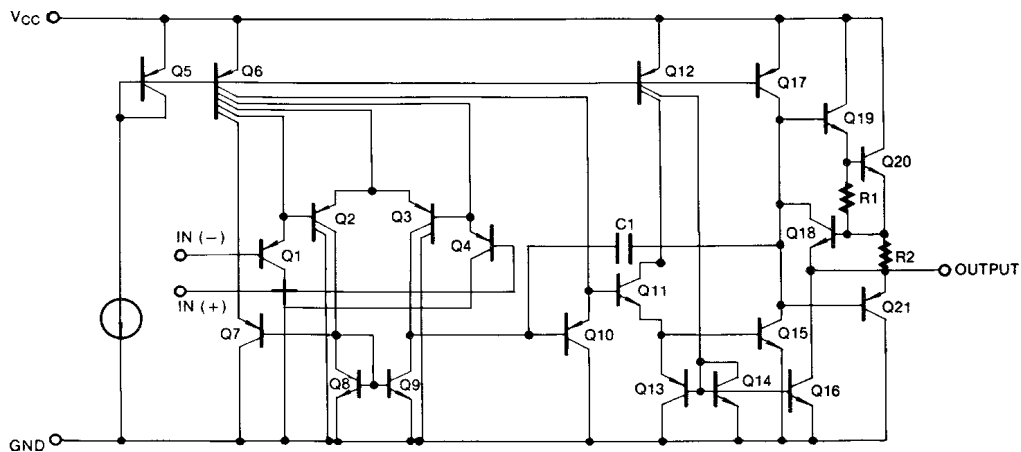 VCC
Q5
Q6
Q12
Q17
Q19
Q20
R1
Q2
Q3
Q4
C1
Q18
R2
IN (−)
Q1
OUTPUT
IN (+)
Q11
Q7
Q10
Q15
Q21
Q8
Q9
Q13
Q14
Q16
GND